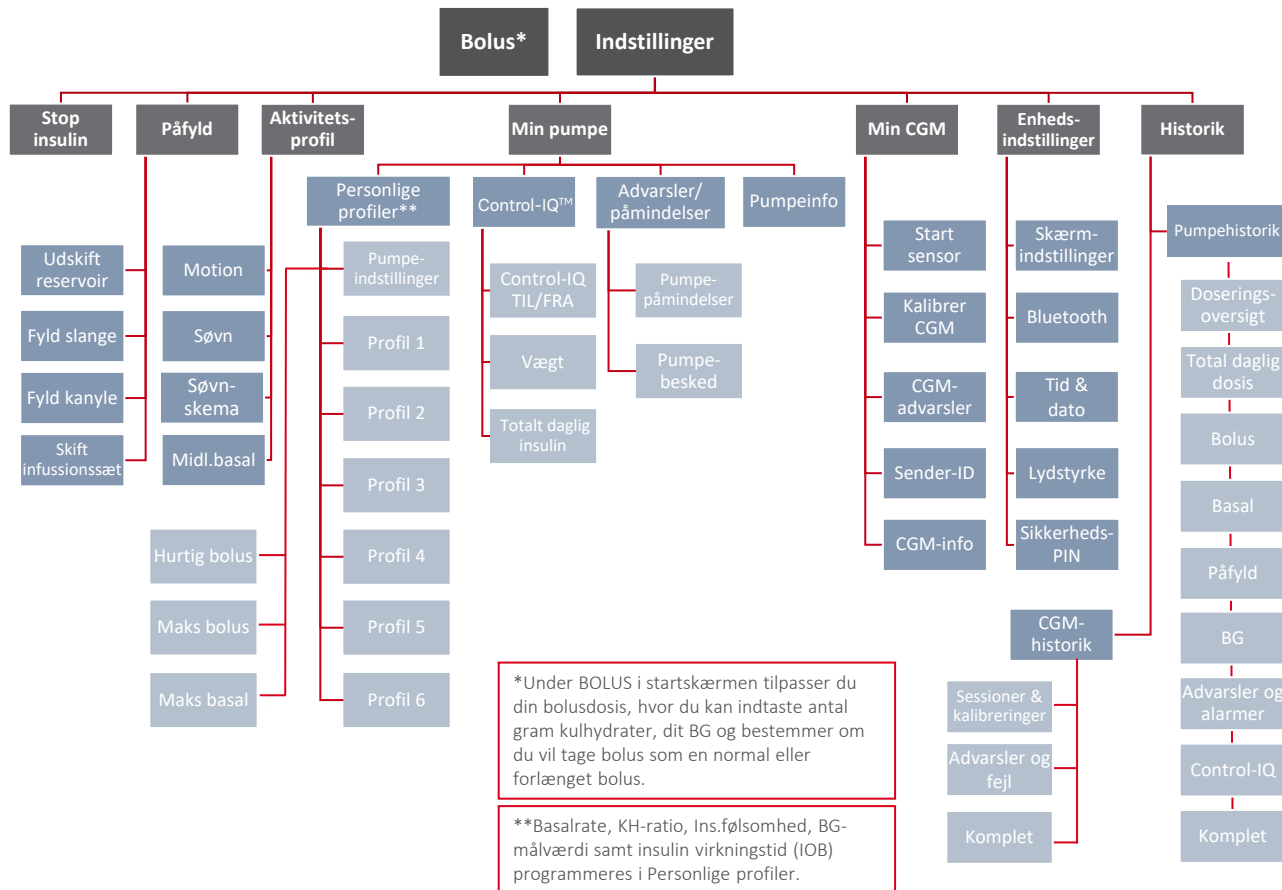 Bolus*
Indstillinger
Stop
insulin
Påfyld
Aktivitets-
profil
Min pumpe
Min CGM
Enheds-
indstillinger
Historik
Udskift
reservoir
Fyld slange
Fyld kanyle
Skift
infussionssæt
Motion
Søvn
Søvn-
skema
Midl.basal
Personlige
profiler**
Pumpe-
indstillinger
Profil 1
Profil 2
Profil 3
Profil 4
Profil 5
Profil 6
Hurtig bolus
Maks bolus
Maks basal
Control-IQ™
Control-IQ
TIL/FRA
Vægt
Totalt daglig
insulin
Advarsler/
påmindelser
Pumpe-
påmindelser
Pumpe-
besked
Pumpeinfo
Start
sensor
Kalibrer
CGM
CGM-
advarsler
Sender-ID
CGM-info
Skærm-
indstillinger
Bluetooth
Tid &
dato
Lydstyrke
Sikkerheds-
PIN
Pumpehistorik
Doserings-
oversigt
Total daglig
dosis
Bolus
Basal
Påfyld
BG
Advarsler og
alarmer
Control-IQ
Komplet
CGM-
historik
Sessioner &
kalibreringer
Advarsler og
fejl
Komplet
*Under BOLUS i startskærmen tilpasser du
din bolusdosis, hvor du kan indtaste antal
gram kulhydrater, dit BG og bestemmer om
du vil tage bolus som en normal eller
forlænget bolus.
**Basalrate, KH-ratio, Ins.følsomhed, BG-
målværdi samt insulin virkningstid (IOB)
programmeres i Personlige profiler.